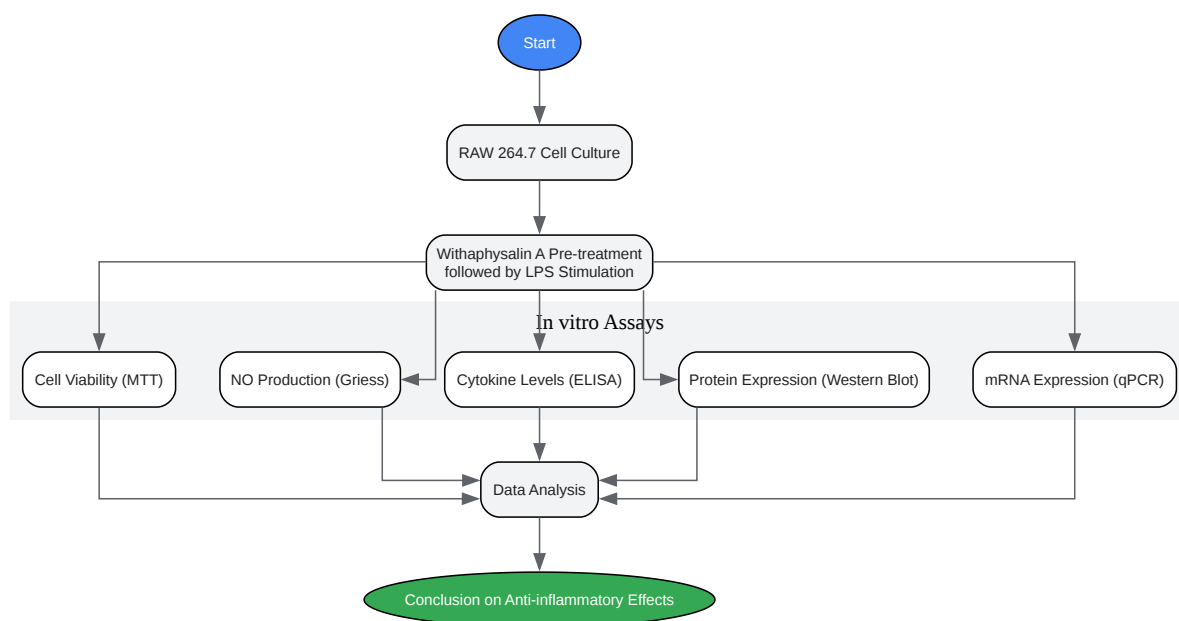 Start
RAW 264.7 Cell Culture
Withaphysalin A Pre-treatment
followed by LPS Stimulation
In vitro Assays
Cell Viability (MTT)
NO Production (Griess)
Cytokine Levels (ELISA)
Protein Expression (Western Blot)
mRNA Expression (qPCR)
Data Analysis
Conclusion on Anti-inflammatory Effects